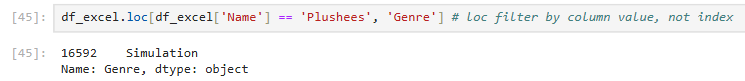 [45]: df_excel.loc[df_excel['Name'] == 'Plushees', 'Genre'] # loc filter by column value, not index
[45]: 16592    Simulation
Name: Genre, dtype: object